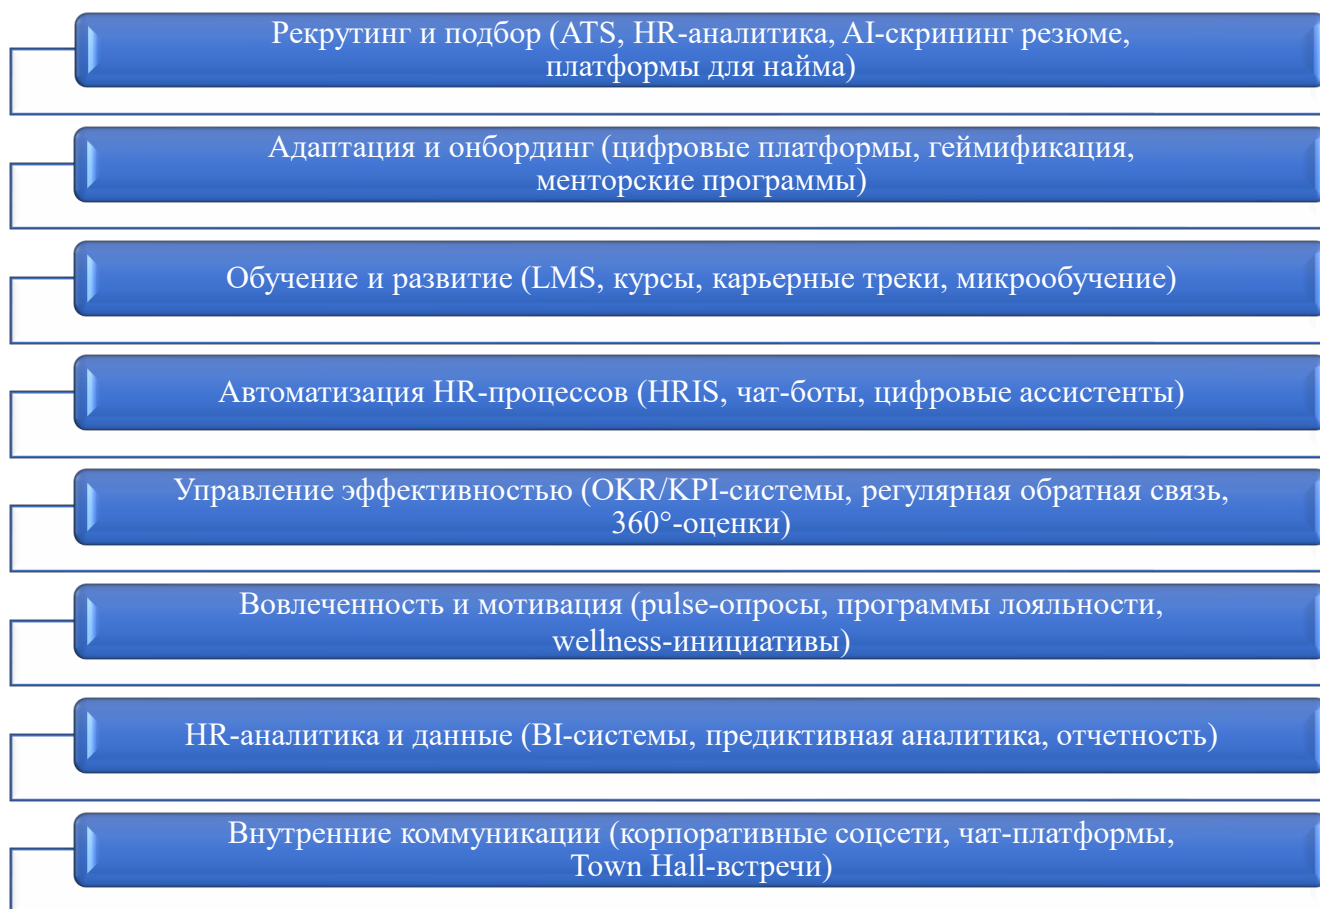 Рекрутинг и подбор (ATS, HR-аналитика, AI-скрининг резюме,
платформы для найма)
Адаптация и онбординг (цифровые платформы, геймификация,
менторские программы)
Обучение и развитие (LMS, курсы, карьерные треки, микрообучение)
Автоматизация HR-процессов (HRIS, чат-боты, цифровые ассистенты)
Управление эффективностью (OKR/KPI-системы, регулярная обратная связь,
360°-оценки)
Вовлеченность и мотивация (pulse-опросы, программы лояльности,
wellness-инициативы)
HR-аналитика и данные (BI-системы, предиктивная аналитика, отчетность)
Внутренние коммуникации (корпоративные соцсети, чат-платформы,
Town Hall-встречи)